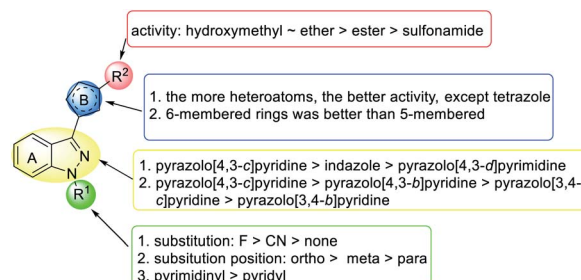 activity: hydroxymethyl ~ ether > ester > sulfonamide
R²
B
1. the more heteroatoms, the better activity, except tetrazole
2. 6-membered rings was better than 5-membered
A
N
N
R¹
1. pyrazolo[4,3-c]pyridine > indazole > pyrazolo[4,3-d]pyrimidine
2. pyrazolo[4,3-c]pyridine > pyrazolo[4,3-b]pyridine > pyrazolo[3,4-
c]pyridine > pyrazolo[3,4-b]pyridine
1. substitution: F > CN > none
2. subsitution position: ortho > meta > para
3. pyrimidinyl > pyridyl